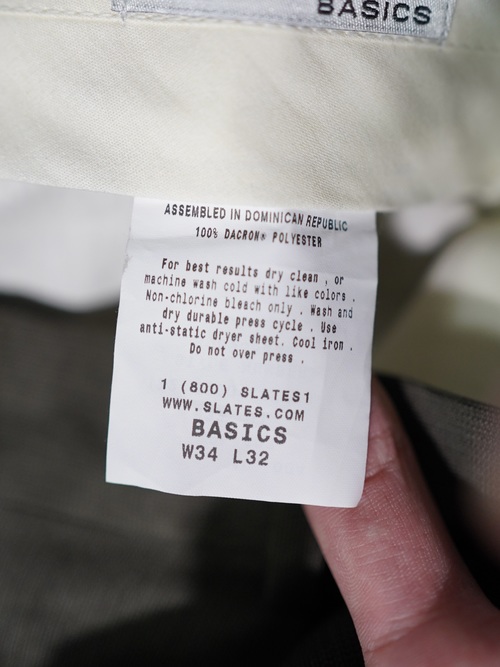 BASICS
ASSEMBLED IN DOMINICAN REPUBLIC
100% DACRON® POLYESTER
For best results dry clean , or
machine wash cold with like colors .
Non-chlorine bleach only . Wash and
dry durable press cycle . Use
anti-static dryer sheet. Cool iron .
Do not over press .
1 (800) SLATES1
WWW.SLATES.COM
BASICS
W34 L32